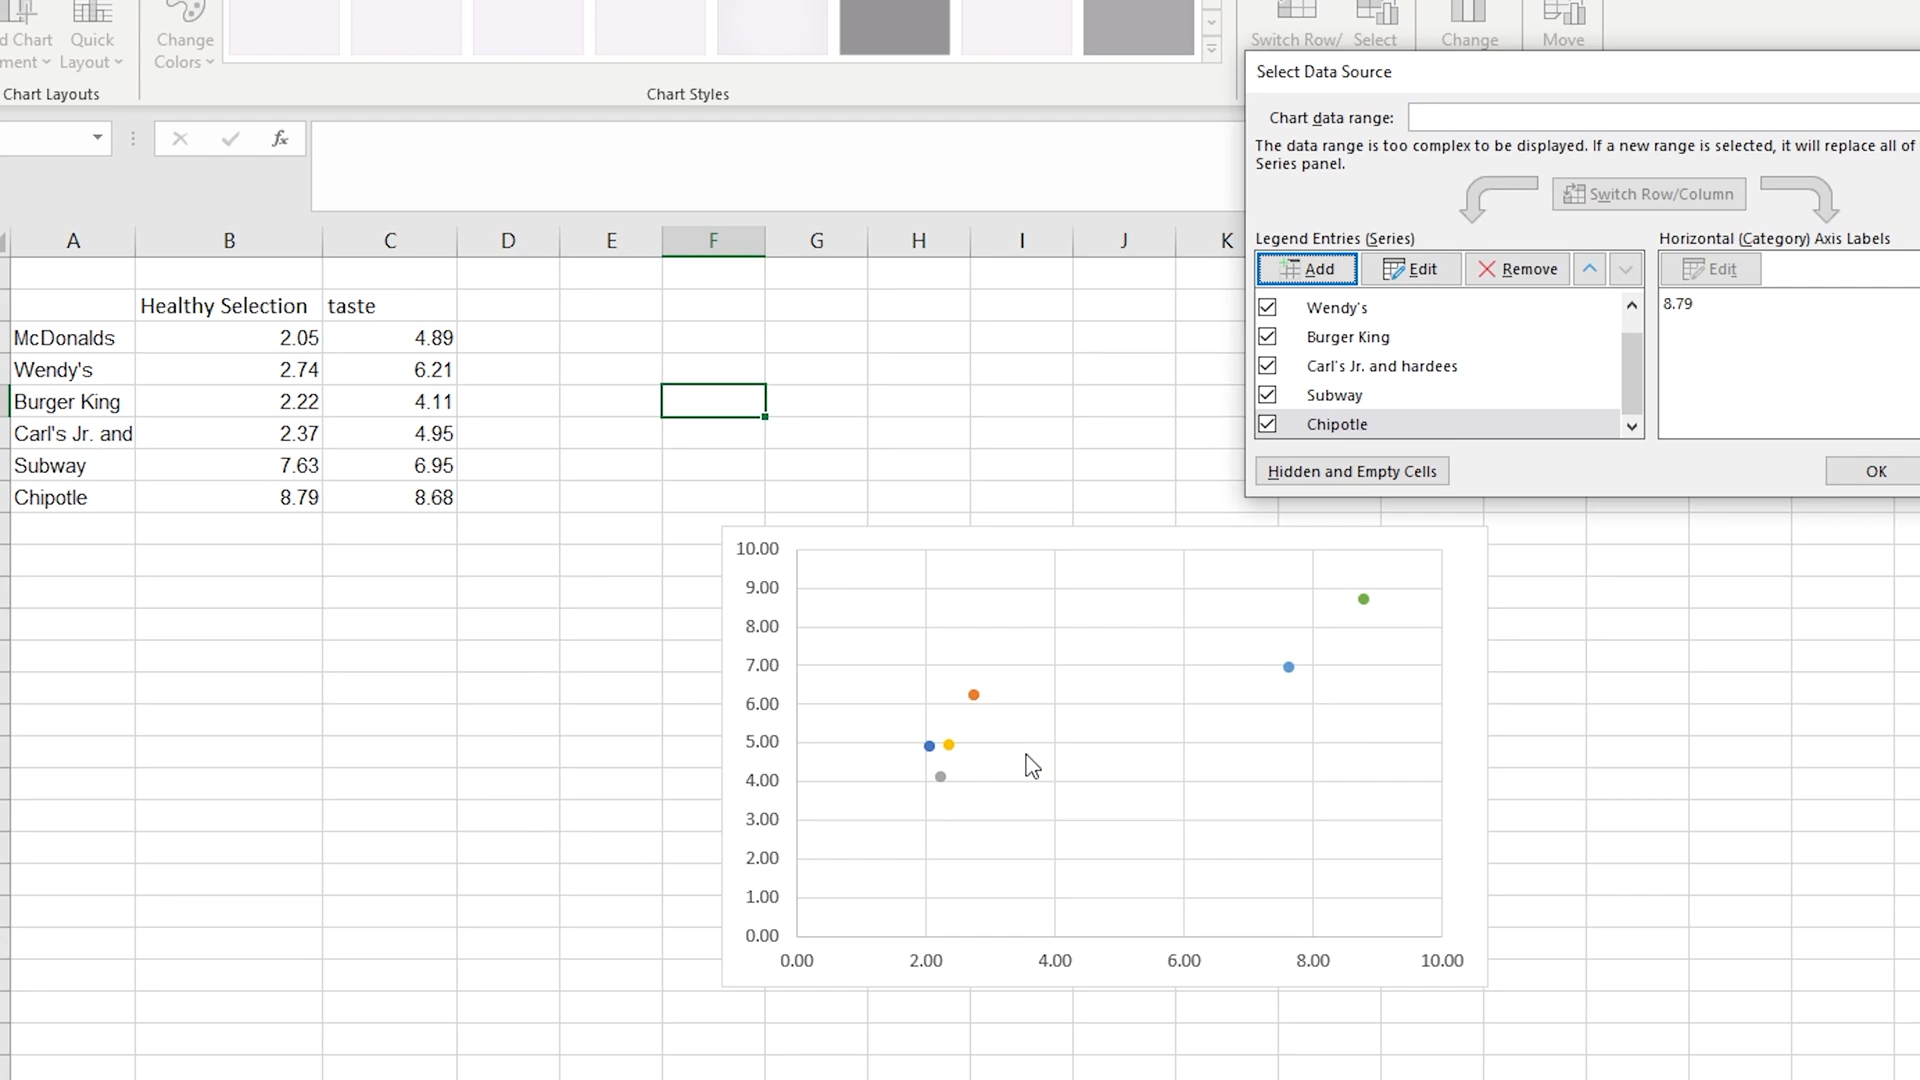 d Chart
ment
Quick
Layout
Change
Colors
Switch Row/
Select
Change
Move
Chart Layouts
Chart Styles
Select Data Source
Chart data range:
The data range is too complex to be displayed. If a new range is selected, it will replace all of
Series panel.
Switch Row/Column
Legend Entries (Series)
Horizontal (Category) Axis Labels
Add
Edit
Remove
Edit
Wendy's
Burger King
Carl's Jr. and hardees
Subway
Chipotle
8.79
Hidden and Empty Cells
OK
fx
A B C D E F G H I J K
Healthy Selection taste
McDonalds 2.05 4.89
Wendy's 2.74 6.21
Burger King 2.22 4.11
Carl's Jr. and 2.37 4.95
Subway 7.63 6.95
Chipotle 8.79 8.68
10.00
9.00
8.00
7.00
6.00
5.00
4.00
3.00
2.00
1.00
0.00
0.00 2.00 4.00 6.00 8.00 10.00